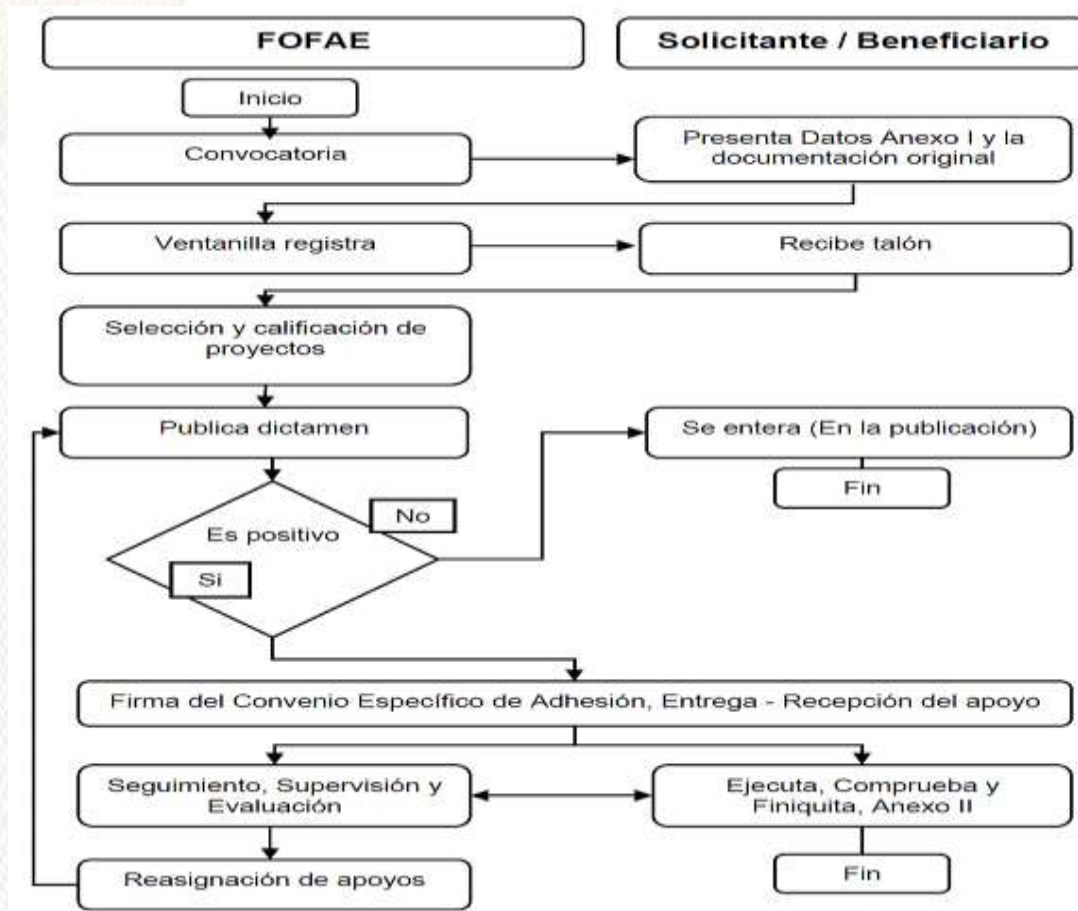 FOFAE
Solicitante / Beneficiario
Inicio
Convocatoria
Presenta Datos Anexo I y la
documentación original
Ventanilla registra
Recibe talón
Selección y calificación de
proyectos
Publica dictamen
Se entera (En la publicación)
Fin
No
Es positivo
Si
Firma del Convenio Específico de Adhesión, Entrega - Recepción del apoyo
Seguimiento, Supervisión y
Evaluación
Ejecuta, Comprueba y
Finiquita, Anexo II
Reasignación de apoyos
Fin